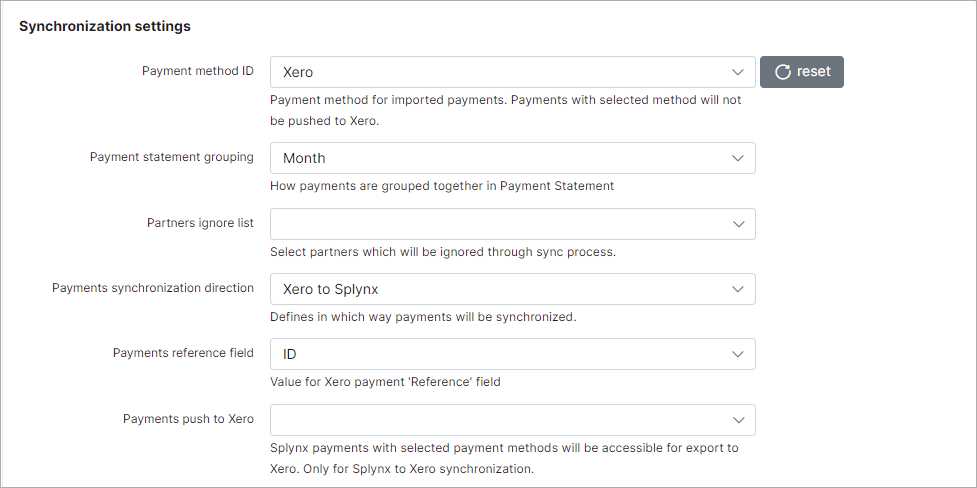 Synchronization settings
Payment method ID
Xero
reset
Payment method for imported payments. Payments with selected method will not
be pushed to Xero.
Payment statement grouping
Month
How payments are grouped together in Payment Statement
Partners ignore list
Select partners which will be ignored through sync process.
Payments synchronization direction
Xero to Splynx
Defines in which way payments will be synchronized.
Payments reference field
ID
Value for Xero payment 'Reference' field
Payments push to Xero
Splynx payments with selected payment methods will be accessible for export to
Xero. Only for Splynx to Xero synchronization.